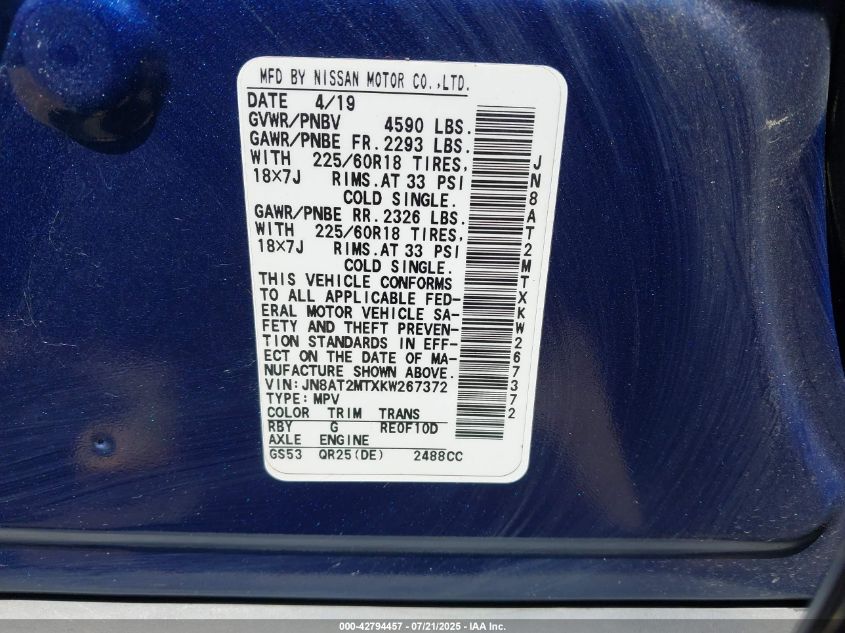 MFD BY NISSAN MOTOR CO.,LTD.
DATE 4/19
GVWR/PNBV 4590 LBS.
GAWR/PNBE FR. 2293 LBS.
WITH 225/60R18 TIRES,
18X7J RIMS.AT 33 PSI
COLD SINGLE.
GAWR/PNBE RR. 2326 LBS.
WITH 225/60R18 TIRES,
18X7J RIMS.AT 33 PSI
COLD SINGLE.
THIS VEHICLE CONFORMS
TO ALL APPLICABLE FED-
ERAL MOTOR VEHICLE SA-
FETY AND THEFT PREVEN-
TION STANDARDS IN EFF-
ECT ON THE DATE OF MA-
NUFACTURE SHOWN ABOVE.
VIN:JN8AT2MTXKW267372
TYPE:MPV
COLOR TRIM TRANS
RBY G RE0F10D
AXLE ENGINE
GS53 QR25(DE) 2488CC
JN8AT2MTXKW267372
000-42794457 - 07/21/2025 - IAA Inc.